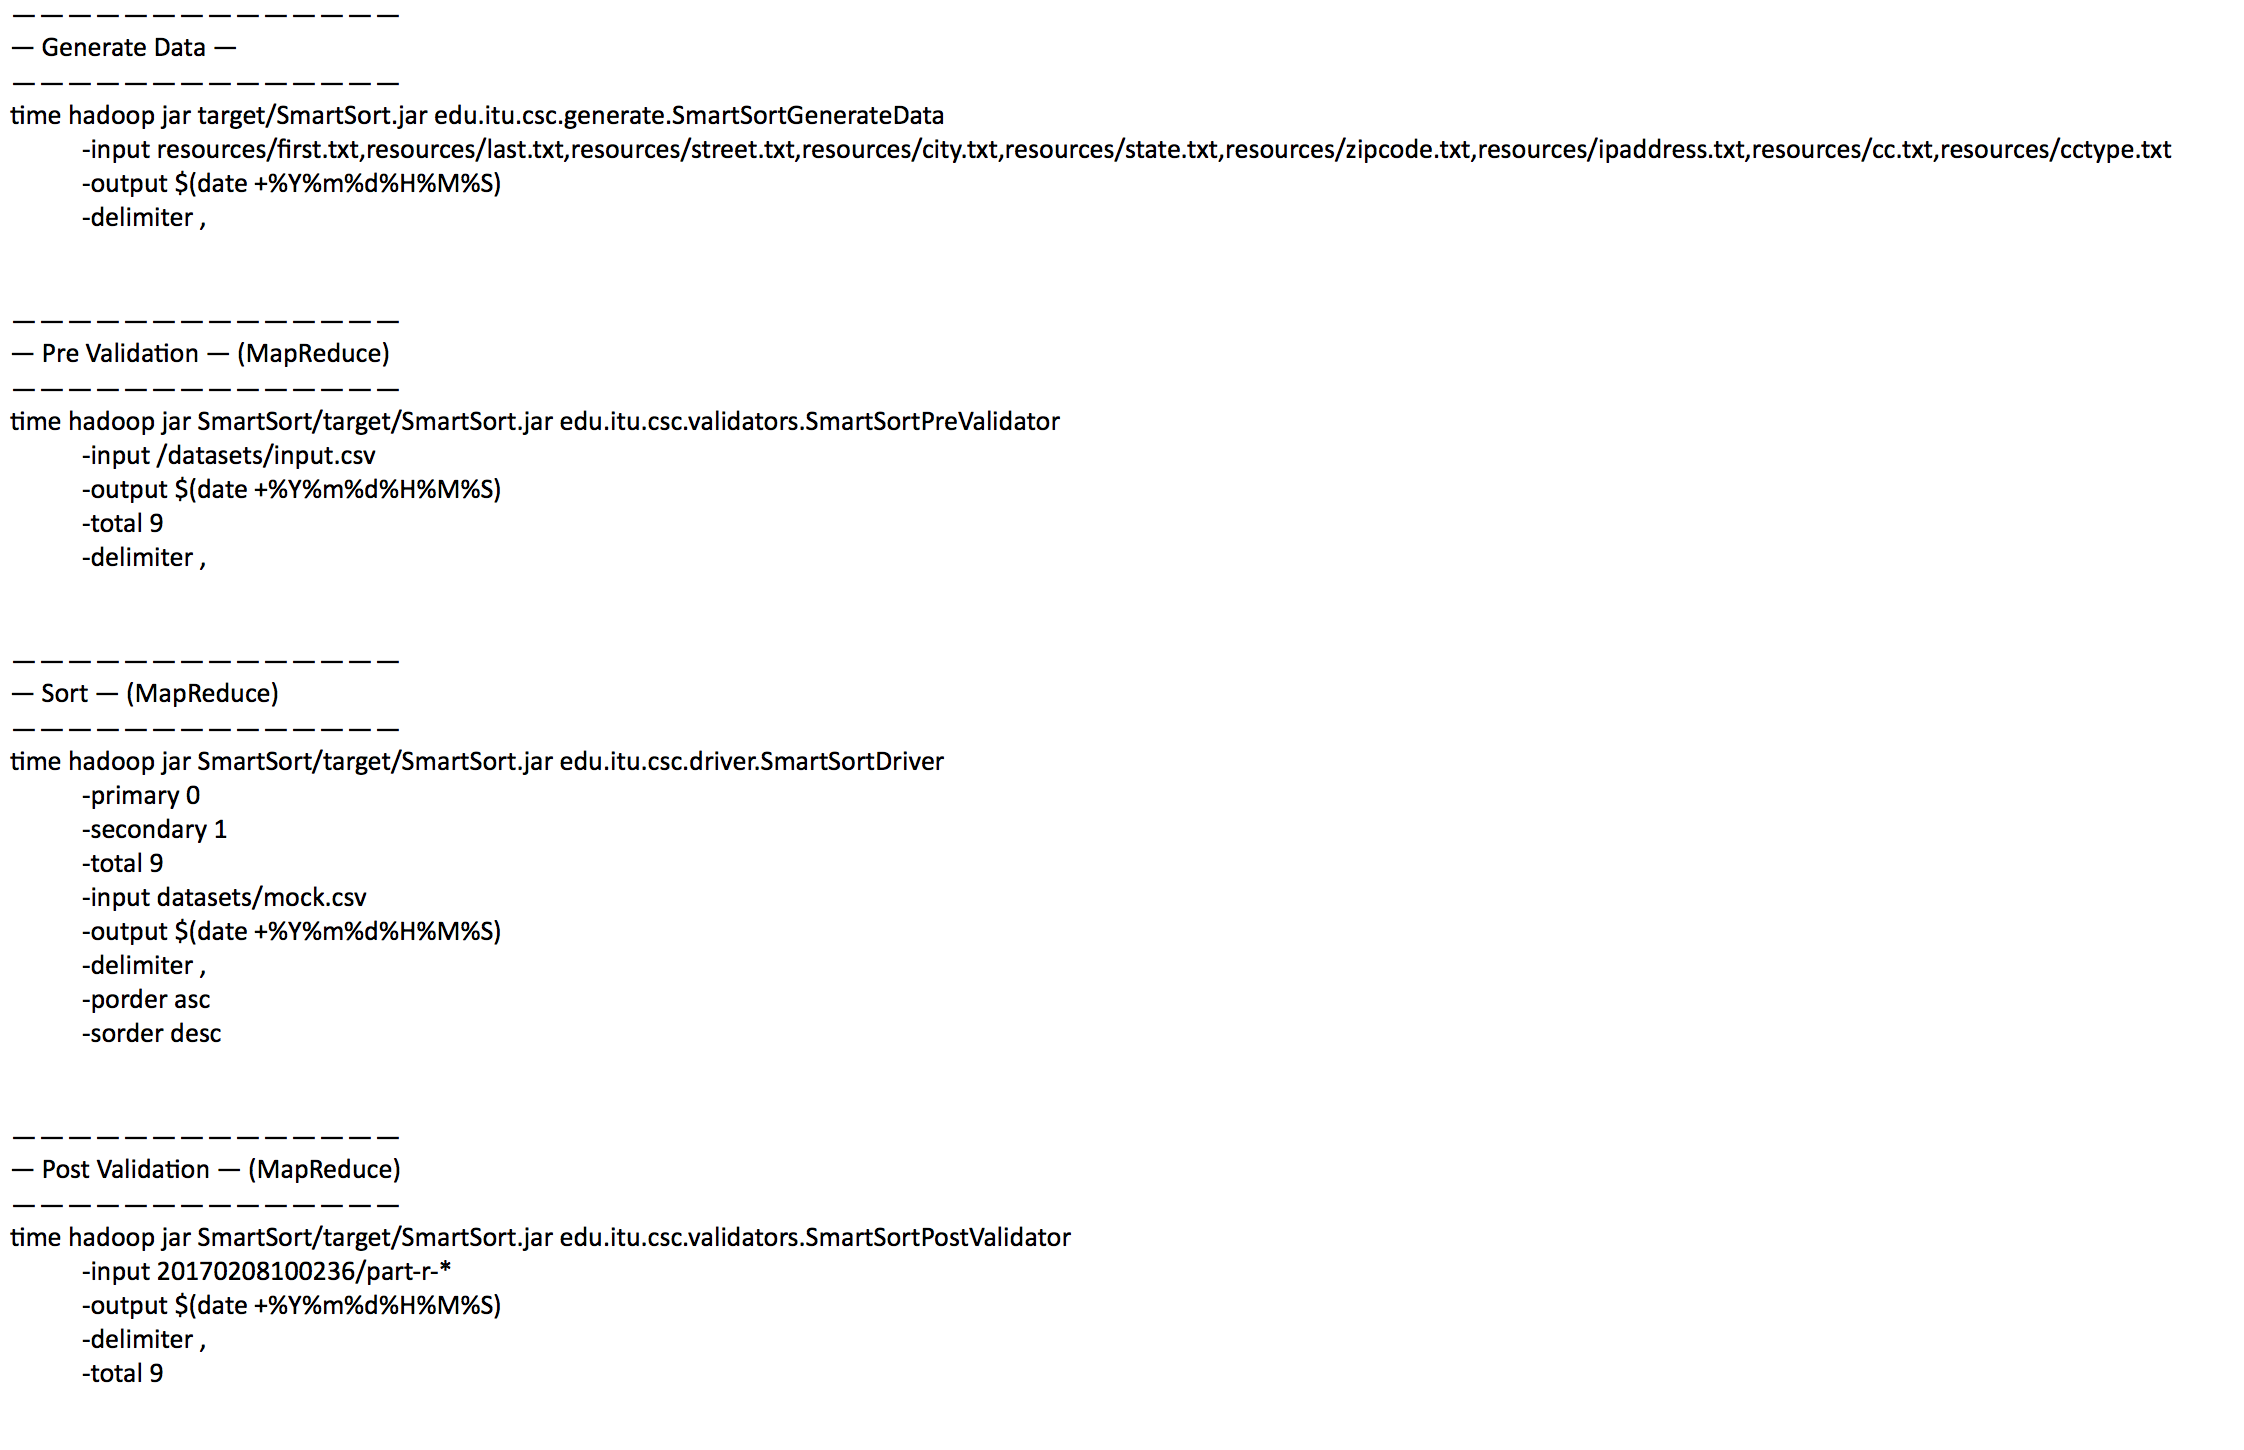 — — — — — — — — — — — — — —
— Generate Data —
— — — — — — — — — — — — — —
time hadoop jar target/SmartSort.jar edu.itu.csc.generate.SmartSortGenerateData
-input resources/first.txt,resources/last.txt,resources/street.txt,resources/city.txt,resources/state.txt,resources/zipcode.txt,resources/ipaddress.txt,resources/cc.txt,resources/cctype.txt
-output $(date +%Y%m%d%H%M%S)
-delimiter ,
— — — — — — — — — — — — — —
— Pre Validation — (MapReduce)
— — — — — — — — — — — — — —
time hadoop jar SmartSort/target/SmartSort.jar edu.itu.csc.validators.SmartSortPreValidator
-input /datasets/input.csv
-output $(date +%Y%m%d%H%M%S)
-total 9
-delimiter ,
— — — — — — — — — — — — — —
— Sort — (MapReduce)
— — — — — — — — — — — — — —
time hadoop jar SmartSort/target/SmartSort.jar edu.itu.csc.driver.SmartSortDriver
-primary 0
-secondary 1
-total 9
-input datasets/mock.csv
-output $(date +%Y%m%d%H%M%S)
-delimiter ,
-porder asc
-sorder desc
— — — — — — — — — — — — — —
— Post Validation — (MapReduce)
— — — — — — — — — — — — — —
time hadoop jar SmartSort/target/SmartSort.jar edu.itu.csc.validators.SmartSortPostValidator
-input 20170208100236/part-r-*
-output $(date +%Y%m%d%H%M%S)
-delimiter ,
-total 9